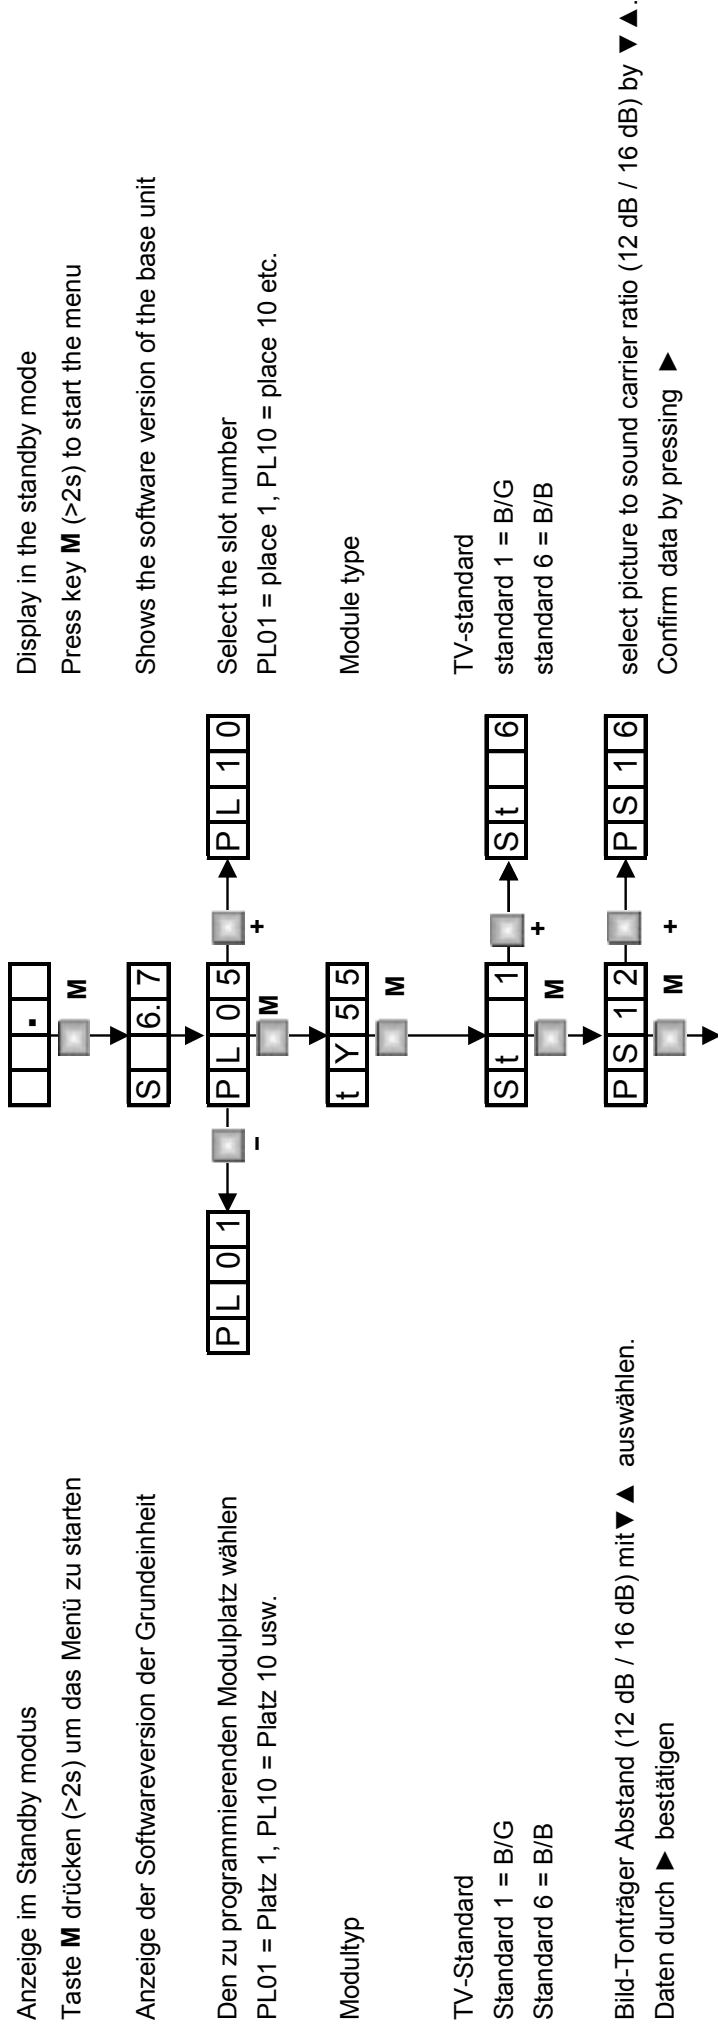 Anzeige im Standby modus
Taste M drücken (>2s) um das Menü zu starten
.
M
Display in the standby mode
Press key M (>2s) to start the menu
Anzeige der Softwareversion der Grundeinheit
S 6.7
Shows the software version of the base unit
Den zu programmierenden Modulplatz wählen
PL01 = Platz 1, PL10 = Platz 10 usw.
PL01
–
PL05
+
PL10
M
Select the slot number
PL01 = place 1, PL10 = place 10 etc.
Modultyp
tY55
M
Module type
TV-Standard
Standard 1 = B/G
Standard 6 = B/B
St 1
+
St 6
M
TV-standard
standard 1 = B/G
standard 6 = B/B
Bild-Tonträger Abstand (12 dB / 16 dB) mit▼▲ auswählen.
Daten durch ► bestätigen
PS12
+
PS16
M
select picture to sound carrier ratio (12 dB / 16 dB) by ▼▲.
Confirm data by pressing ►